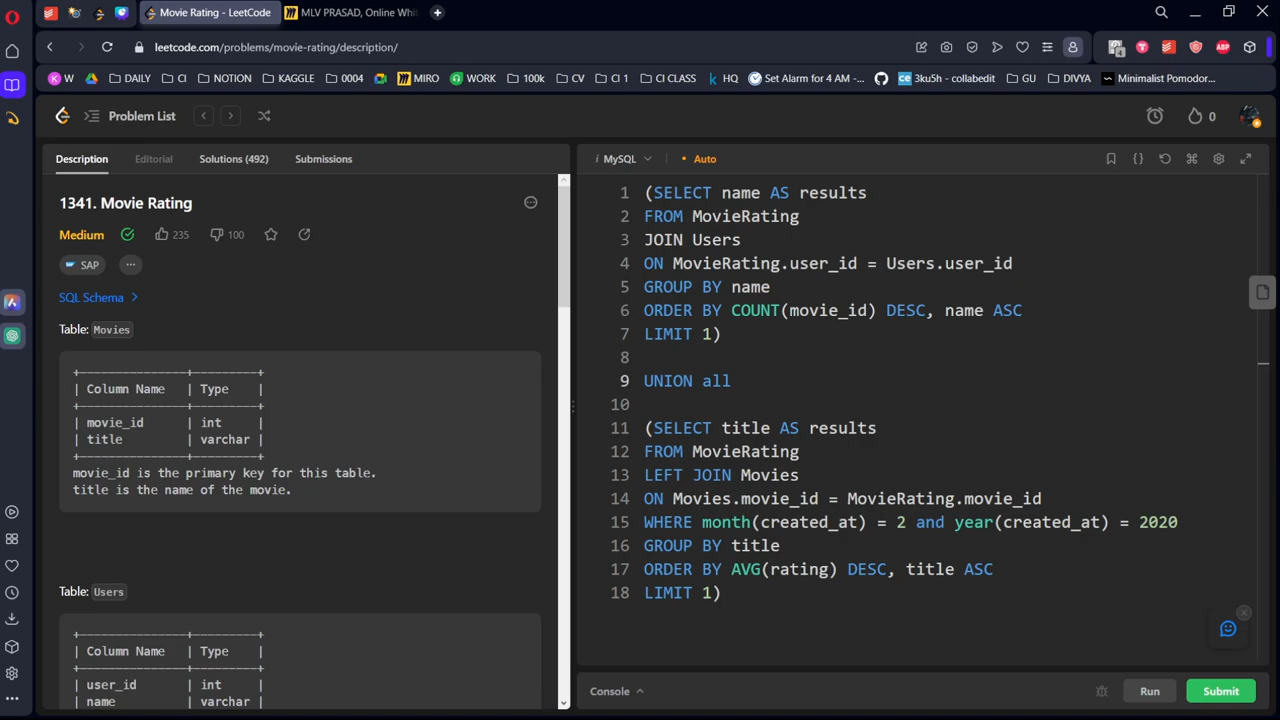 Movie Rating - LeetCode
MLV PRASAD, Online Whit
leetcode.com/problems/movie-rating/description/
4
ABP
K W
DAILY
CI
NOTION
KAGGLE
0004
MIRO
WORK
100k
CV
CI 1
CI CLASS
HQ
Set Alarm for 4 AM -...
ce 3ku5h - collabedit
GU
DIVYA
Minimalist Pomodor...
Problem List
0
Description
Editorial
Solutions (492)
Submissions
1341. Movie Rating
Medium
235
100
SAP
SQL Schema
Table: Movies
+---------------+---------+
| Column Name   | Type    |
+---------------+---------+
| movie_id      | int     |
| title         | varchar |
+---------------+---------+
movie_id is the primary key for this table.
title is the name of the movie.
Table: Users
+---------------+---------+
| Column Name   | Type    |
+---------------+---------+
| user_id       | int     |
| name          | varchar |
i MySQL
• Auto
1 (SELECT name AS results
2 FROM MovieRating
3 JOIN Users
4 ON MovieRating.user_id = Users.user_id
5 GROUP BY name
6 ORDER BY COUNT(movie_id) DESC, name ASC
7 LIMIT 1)
8
9 UNION all
10
11 (SELECT title AS results
12 FROM MovieRating
13 LEFT JOIN Movies
14 ON Movies.movie_id = MovieRating.movie_id
15 WHERE month(created_at) = 2 and year(created_at) = 2020
16 GROUP BY title
17 ORDER BY AVG(rating) DESC, title ASC
18 LIMIT 1)
Console
Run
Submit